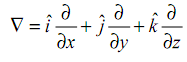 ∇ = î ∂/∂x + ĵ ∂/∂y + k̂ ∂/∂z